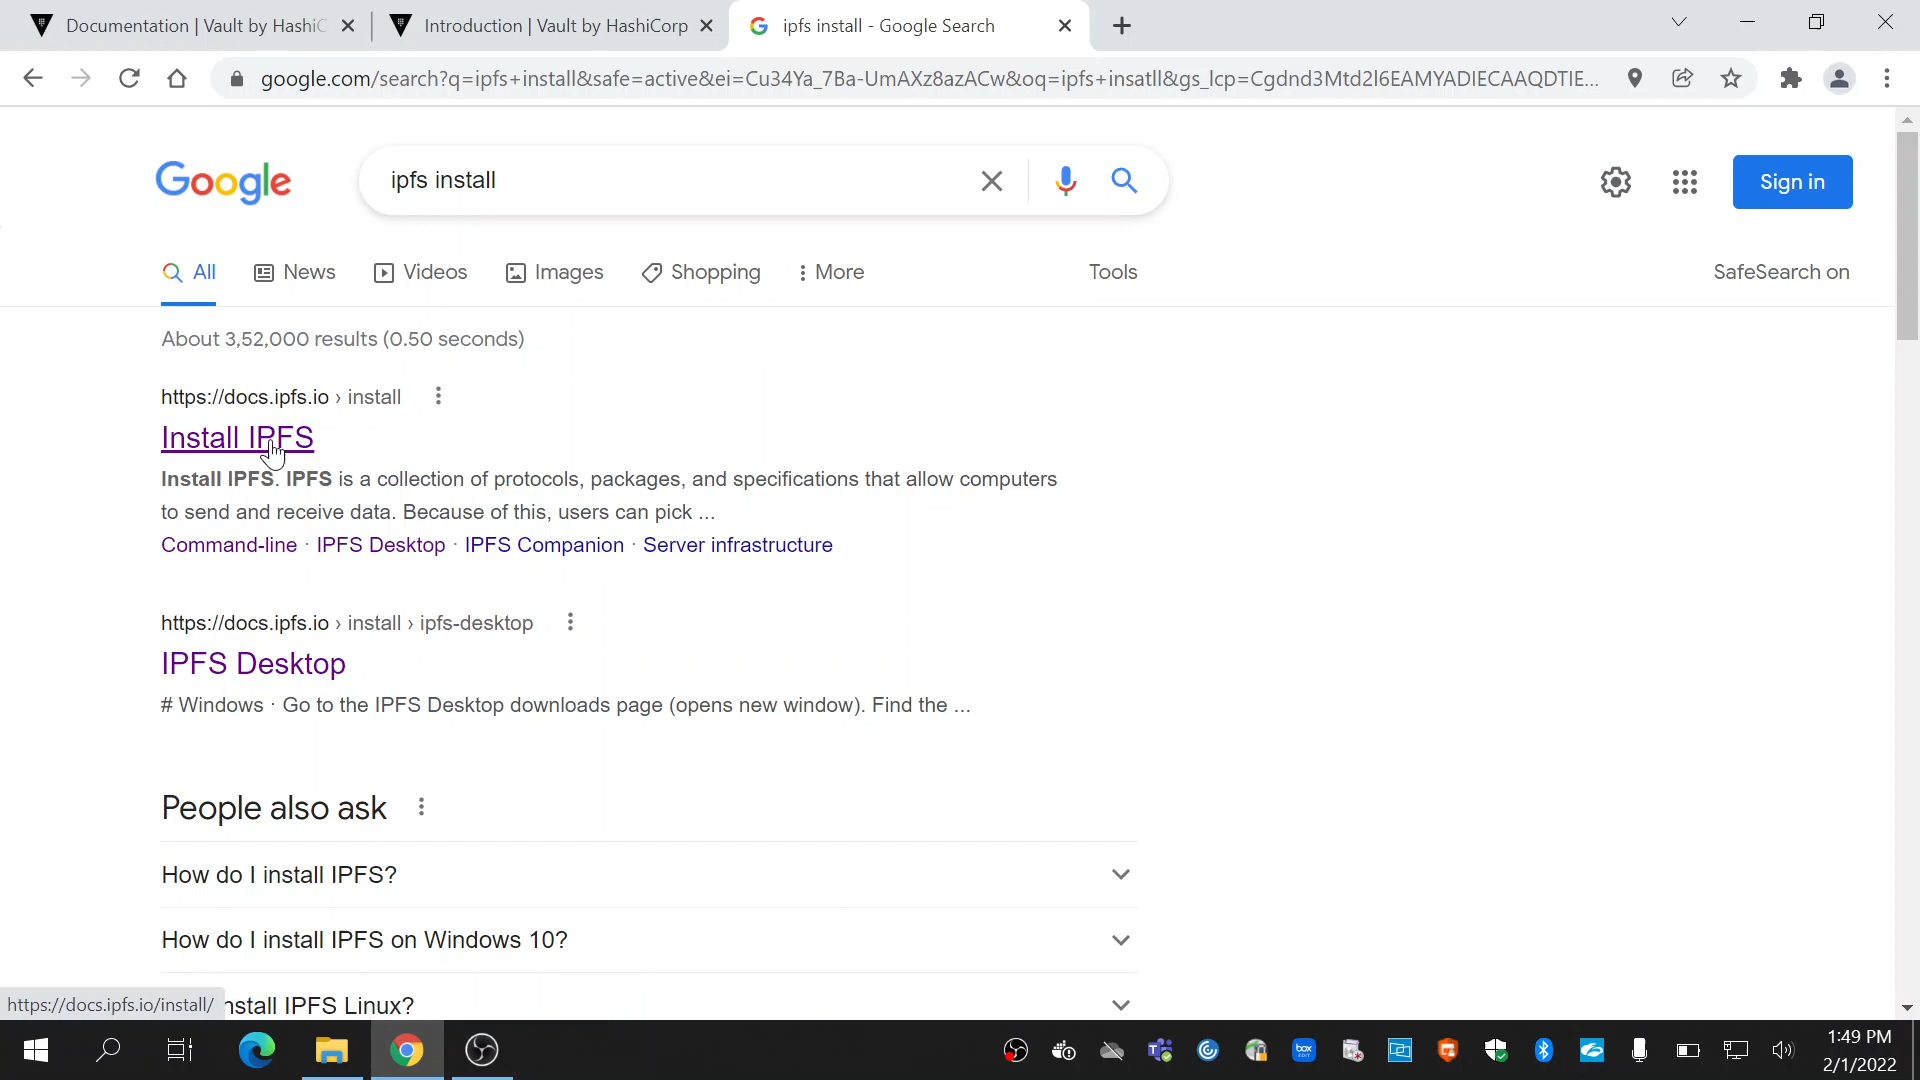 Documentation | Vault by HashiC
Introduction | Vault by HashiCorp
ipfs install - Google Search
google.com/search?q=ipfs+install&safe=active&ei=Cu34Ya_7Ba-UmAXz8azACw&oq=ipfs+insatll&gs_lcp=Cgdnd3Mtd2l6EAMYADIECAAQDTIE...
Google
ipfs install
Sign in
All
News
Videos
Images
Shopping
More
Tools
SafeSearch on
About 3,52,000 results (0.50 seconds)
https://docs.ipfs.io › install
Install IPFS
Install IPFS. IPFS is a collection of protocols, packages, and specifications that allow computers
to send and receive data. Because of this, users can pick ...
Command-line · IPFS Desktop · IPFS Companion · Server infrastructure
https://docs.ipfs.io › install › ipfs-desktop
IPFS Desktop
# Windows · Go to the IPFS Desktop downloads page (opens new window). Find the ...
People also ask
How do I install IPFS?
How do I install IPFS on Windows 10?
nstall IPFS Linux?
https://docs.ipfs.io/install/
box
1:49 PM
2/1/2022